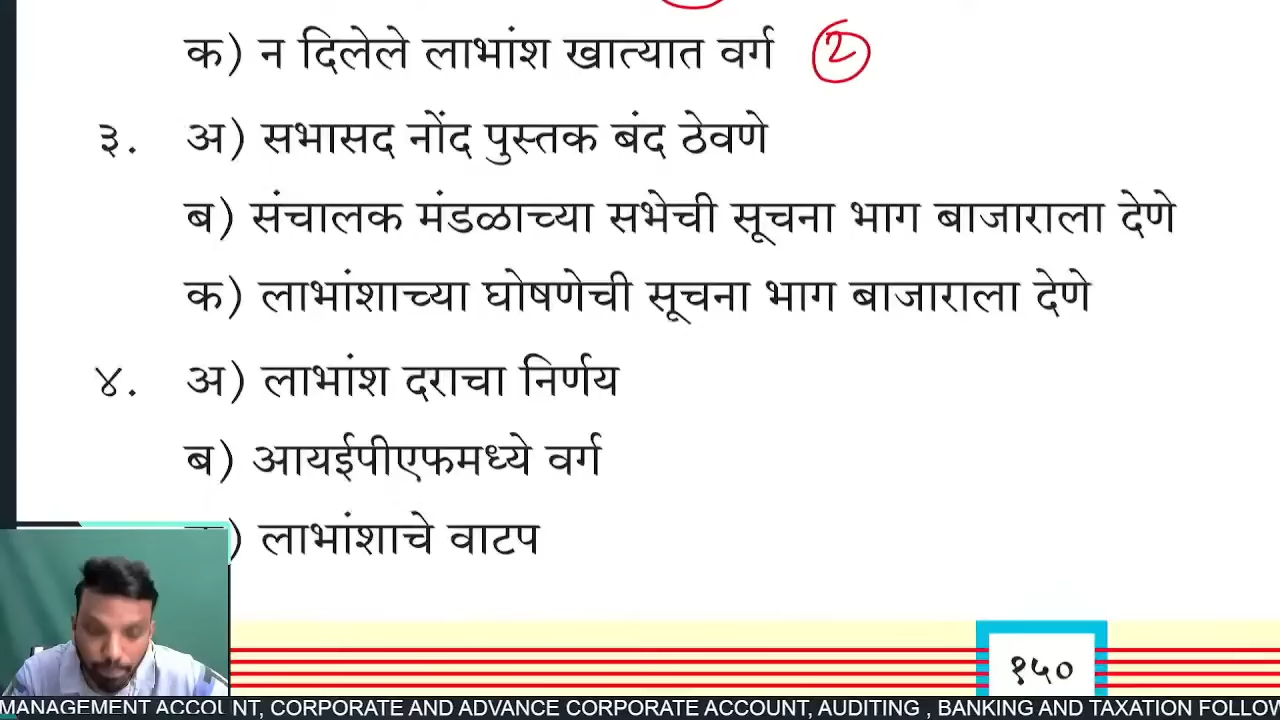 क) न दिलेले लाभांश खात्यात वर्ग २
३. अ) सभासद नोंद पुस्तक बंद ठेवणे
ब) संचालक मंडळाच्या सभेची सूचना भाग बाजाराला देणे
क) लाभांशाच्या घोषणेची सूचना भाग बाजाराला देणे
४. अ) लाभांश दराचा निर्णय
ब) आयईपीएफमध्ये वर्ग
) लाभांशाचे वाटप
१५०
MANAGEMENT ACCOUNT, CORPORATE AND ADVANCE CORPORATE ACCOUNT, AUDITING , BANKING AND TAXATION FOLLOW